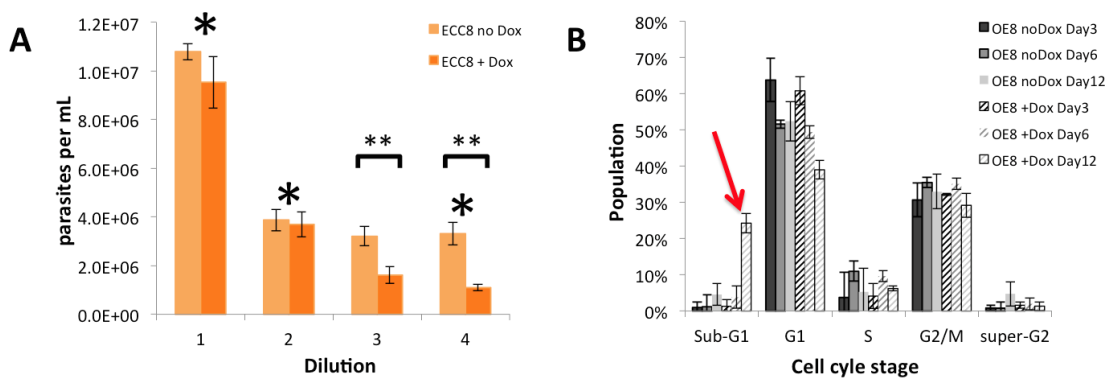 A
parasites per mL
1.2E+07
1.0E+07
8.0E+06
6.0E+06
4.0E+06
2.0E+06
0.0E+00
*
*
**
**
*
ECC8 no Dox
ECC8 + Dox
1 2 3 4
Dilution
B
Population
80%
70%
60%
50%
40%
30%
20%
10%
0%
OE8 noDox Day3
OE8 noDox Day6
OE8 noDox Day12
OE8 +Dox Day3
OE8 +Dox Day6
OE8 +Dox Day12
Sub-G1 G1 S G2/M super-G2
Cell cyle stage